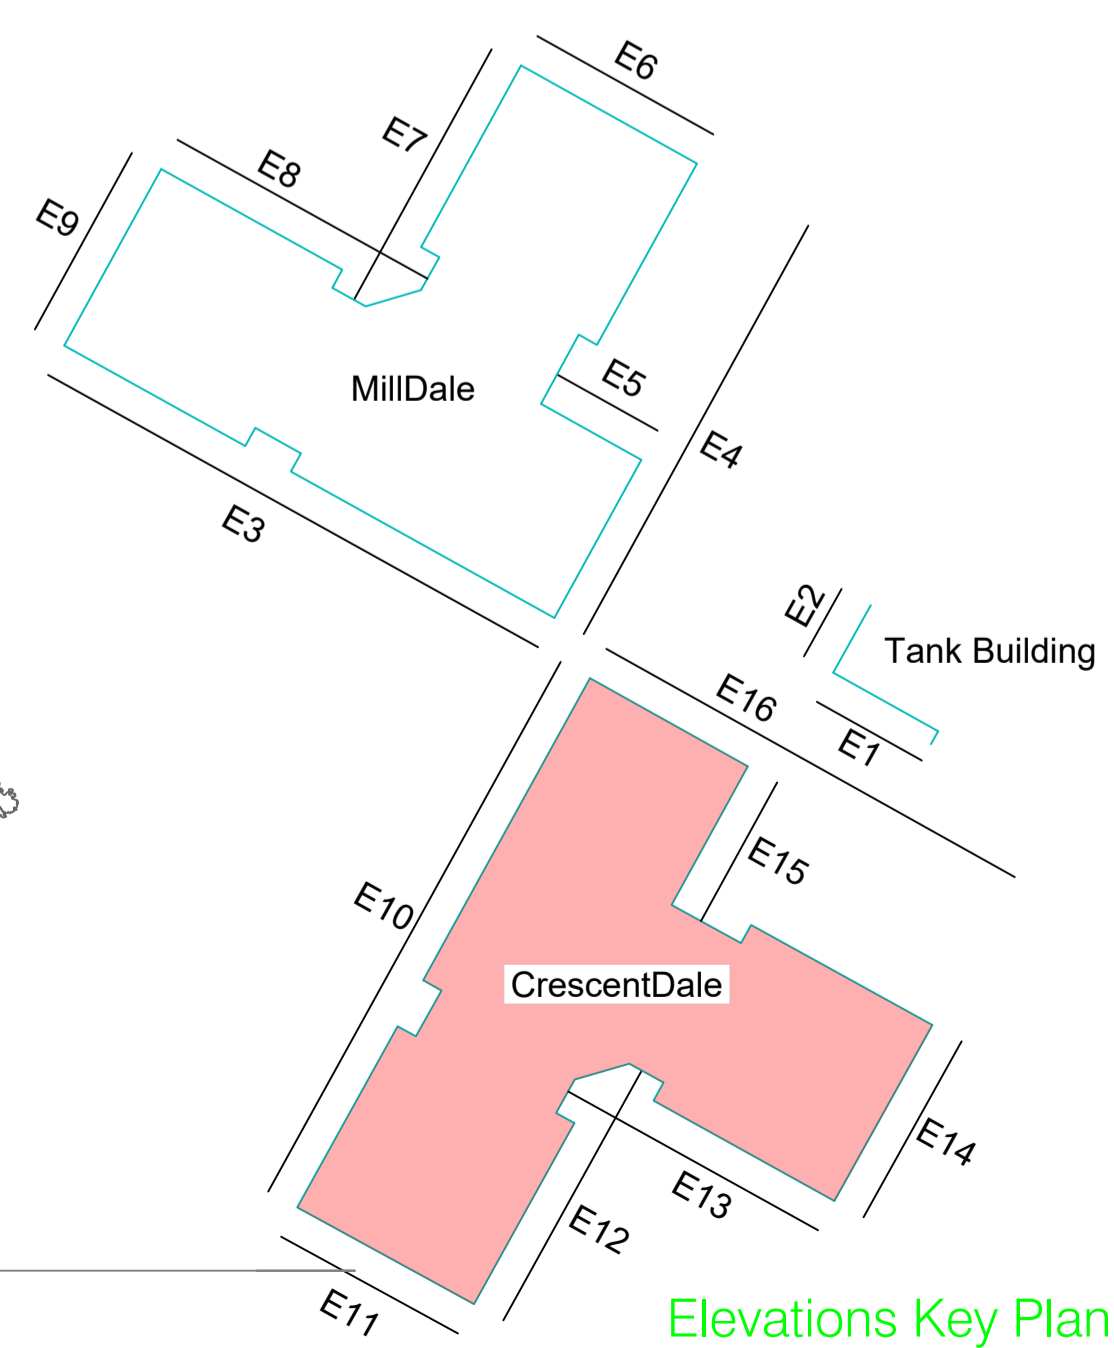 E6
E7
E8
E9
MillDale
E5
E4
E3
E2
Tank Building
E16
E1
E15
E10
CrescentDale
E14
E13
E12
E11
Elevations Key Plan